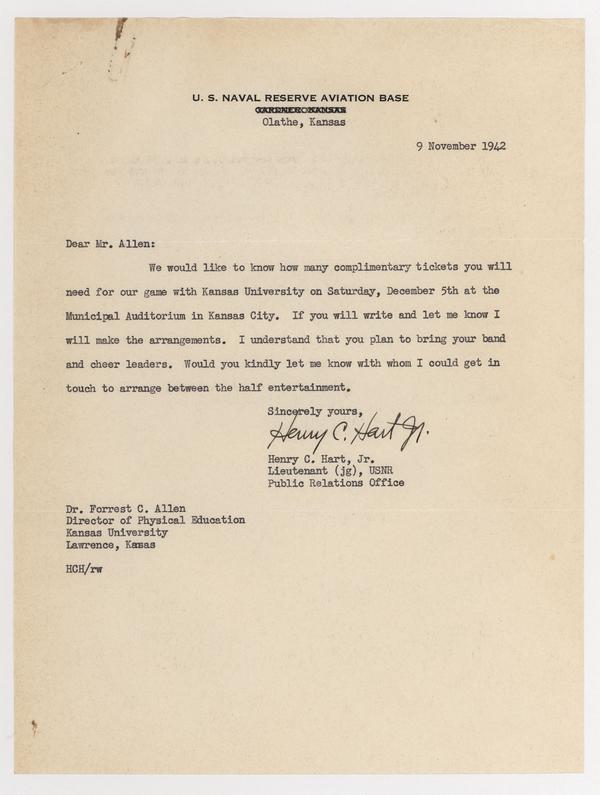 U. S. NAVAL RESERVE AVIATION BASE
Olathe, Kansas
9 November 1942
Dear Mr. Allen:
We would like to know how many complimentary tickets you will
need for our game with Kansas University on Saturday, December 5th at the
Municipal Auditorium in Kansas City. If you will write and let me know I
will make the arrangements. I understand that you plan to bring your band
and cheer leaders. Would you kindly let me know with whom I could get in
touch to arrange between the half entertainment.
Sincerely yours,
Henry C. Hart Jr.
Henry C. Hart, Jr.
Lieutenant (jg), USNR
Public Relations Office
Dr. Forrest C. Allen
Director of Physical Education
Kansas University
Lawrence, Kasas
HCH/rw